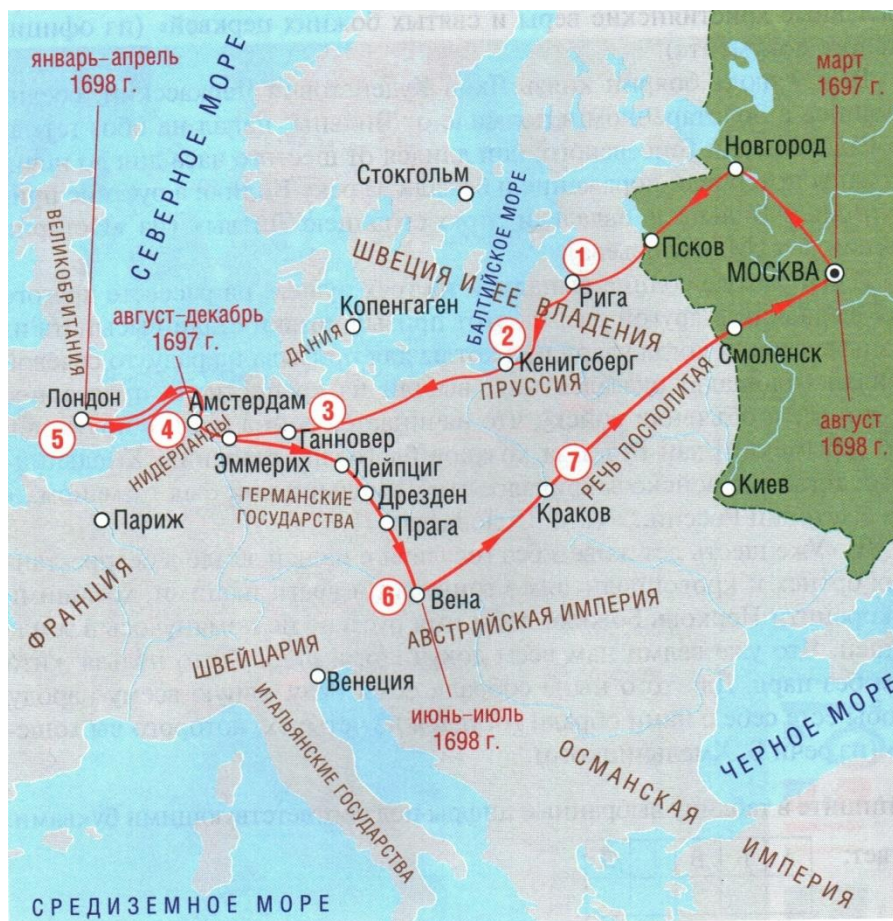 январь–апрель
1698 г.
СЕВЕРНОЕ МОРЕ
март
1697 г.
Новгород
Стокгольм
ВЕЛИКОБРИТАНИЯ
БАЛТИЙСКОЕ МОРЕ
Псков
ШВЕЦИЯ И ЕЕ
ВЛАДЕНИЯ
1
Рига
МОСКВА
август–декабрь
1697 г.
Копенгаген
ДАНИЯ
2
Кенигсберг
ПРУССИЯ
Смоленск
Лондон
5
Амстердам
4
3
Танновер
НИДЕРЛАНДЫ
Эммерих
Лейпциг
7
РЕЧЬ ПОСПОЛИТАЯ
август
1698 г.
ГЕРМАНСКИЕ
ГОСУДАРСТВА
Дрезден
Краков
Киев
Париж
Прага
ФРАНЦИЯ
6
Вена
АВСТРИЙСКАЯ ИМПЕРИЯ
ШВЕЙЦАРИЯ
Венеция
ИТАЛЬЯНСКИЕ ГОСУДАРСТВА
июнь–июль
1698 г.
ЧЕРНОЕ МОРЕ
ОСМАНСКАЯ
ИМПЕРИЯ
СРЕДИЗЕМНОЕ МОРЕ